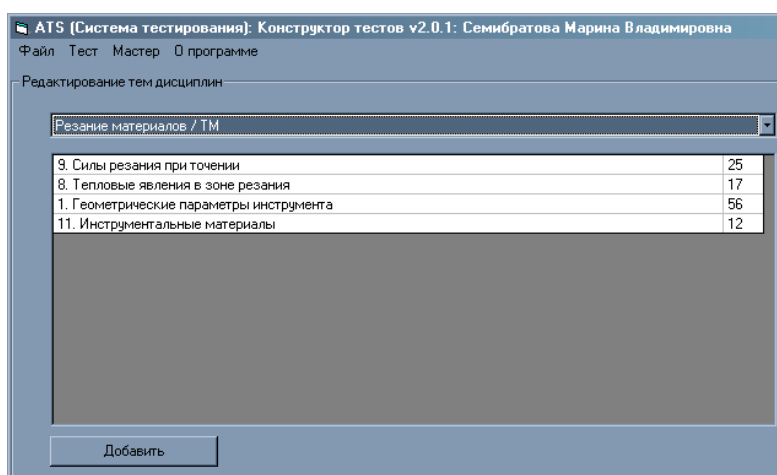 ATS (Система тестирования): Конструктор тестов v2.0.1: Семибратова Марина Владимировна
Файл Тест Мастер О программе
Редактирование тем дисциплин
Резание материалов / ТМ
9. Силы резания при точении 25
8. Тепловые явления в зоне резания 17
1. Геометрические параметры инструмента 56
11. Инструментальные материалы 12
Добавить